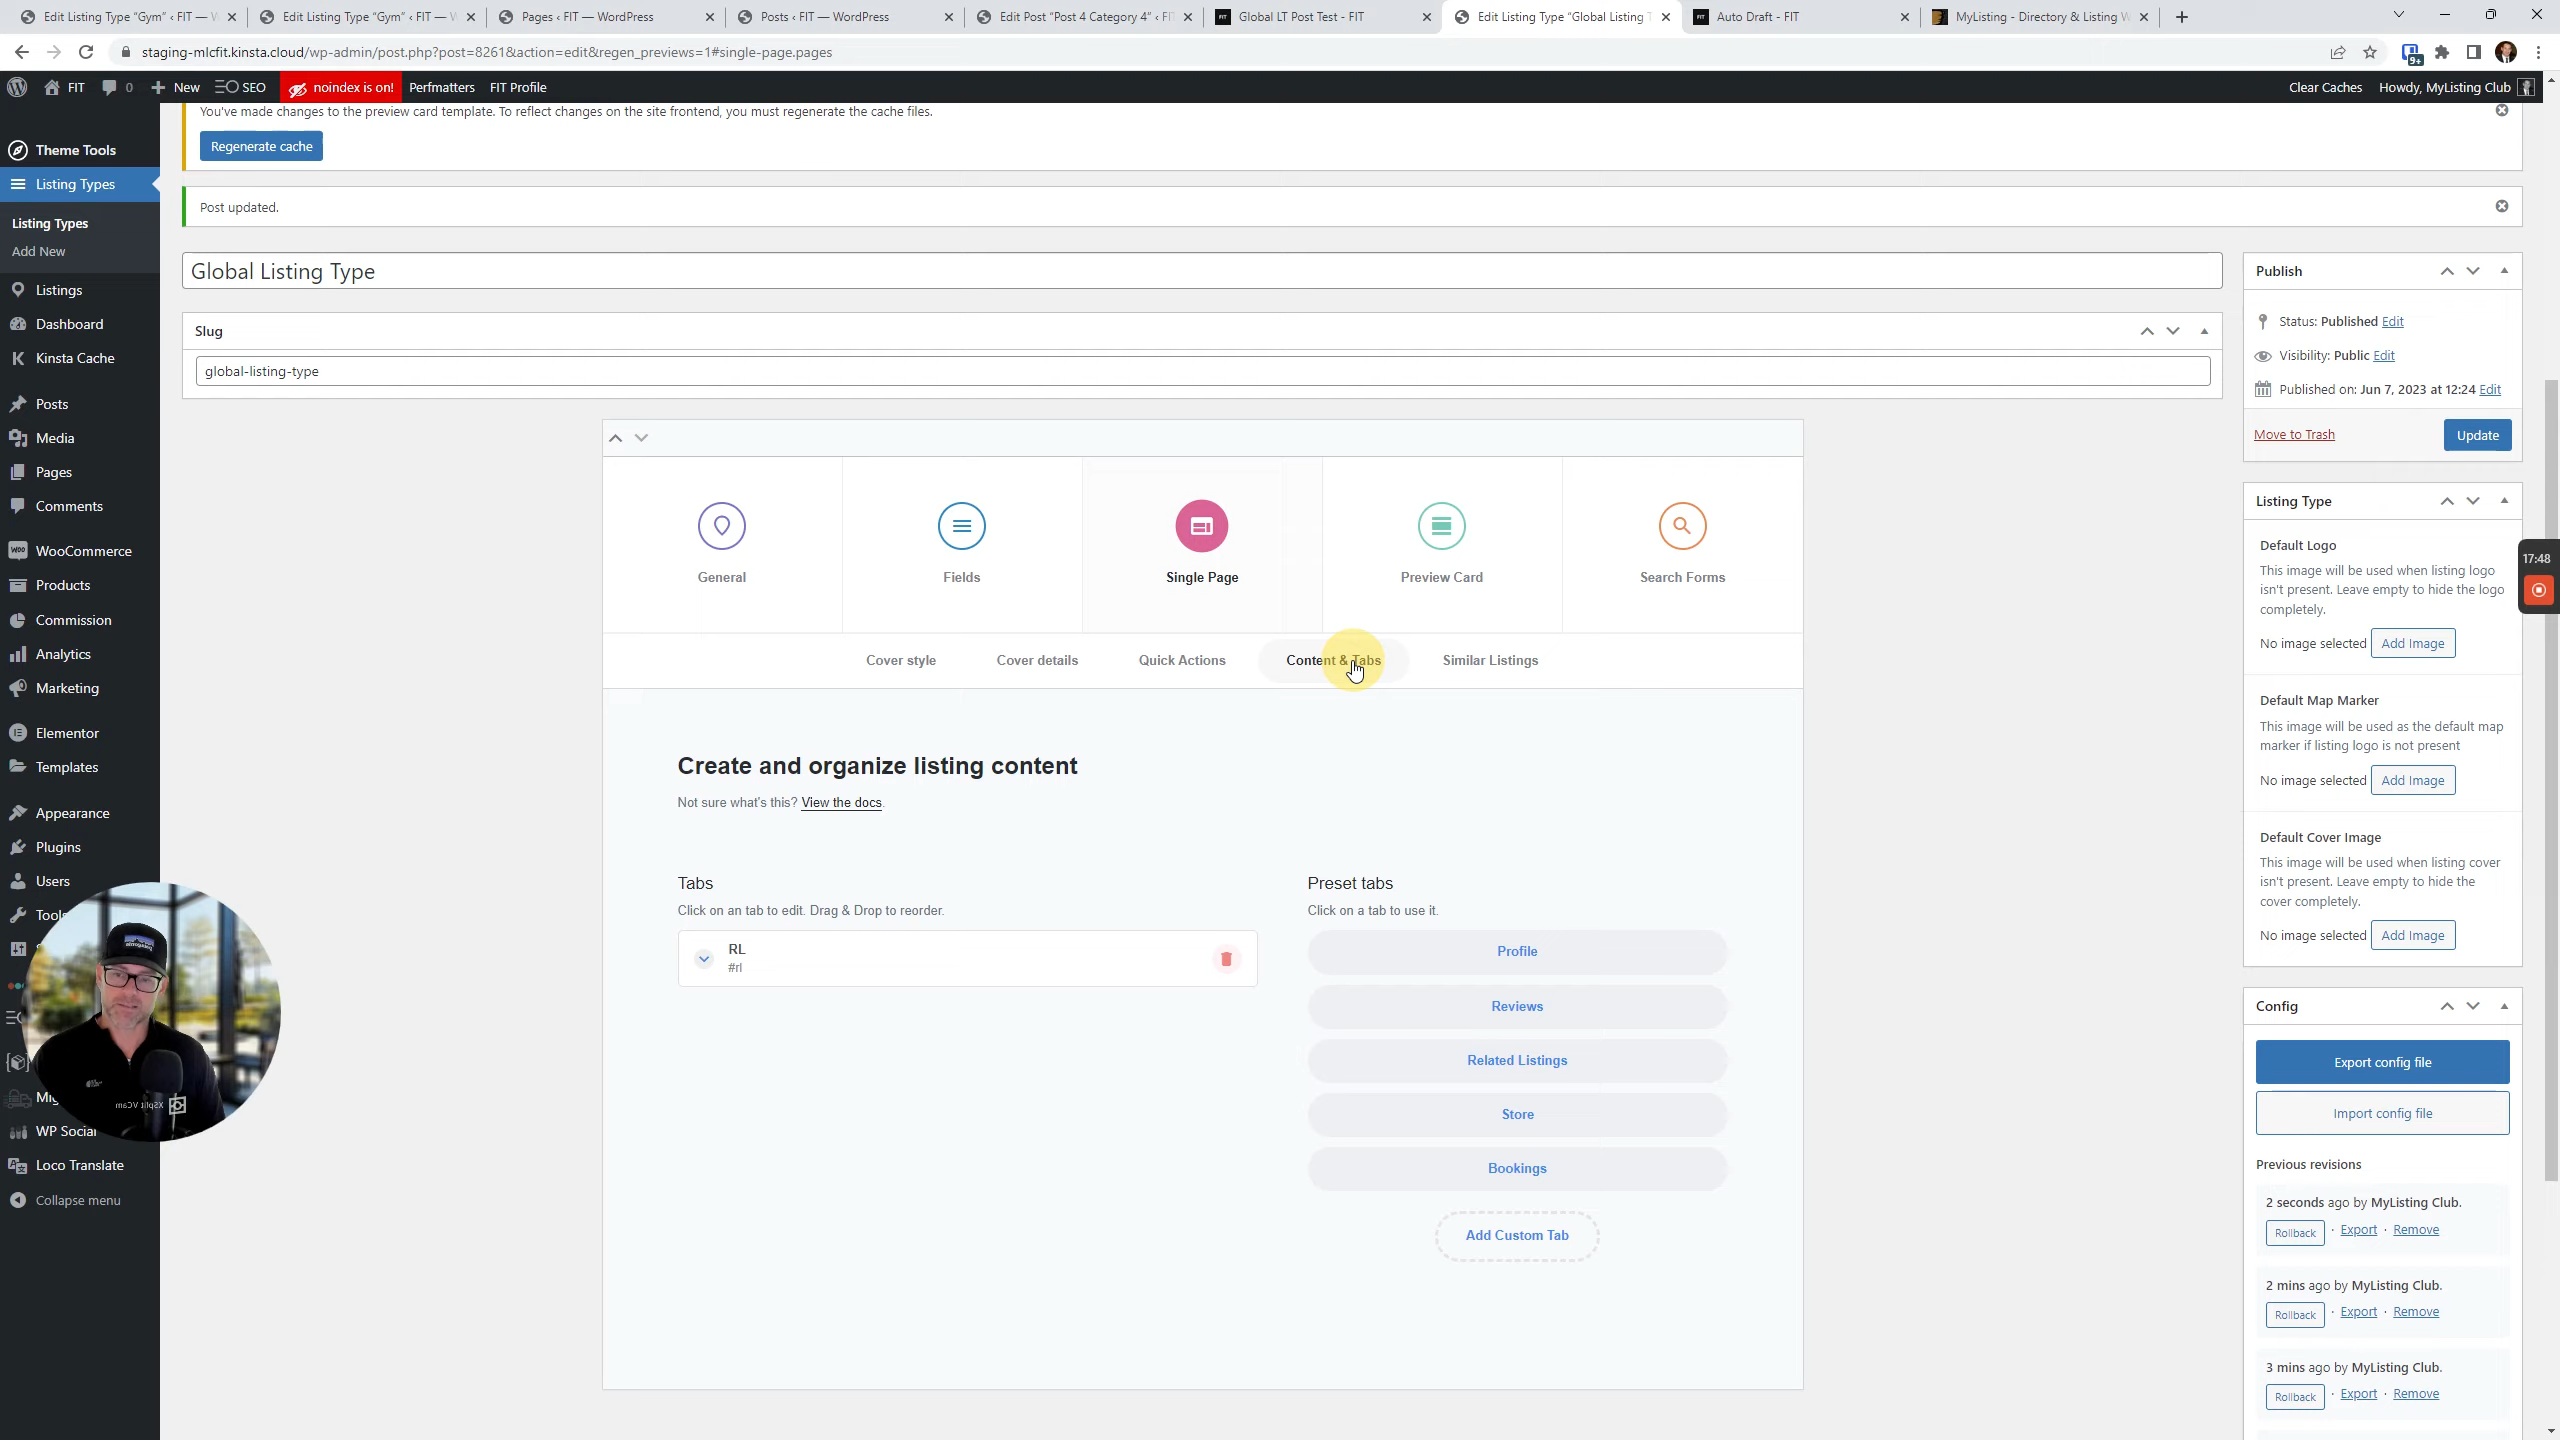 Edit Listing Type "Gym" ‹ FIT — W
Edit Listing Type "Gym" ‹ FIT — W
Pages ‹ FIT — WordPress
Posts ‹ FIT — WordPress
Edit Post "Post 4 Category 4" ‹ FIT
Global LT Post Test - FIT
Edit Listing Type "Global Listing T
Auto Draft - FIT
MyListing - Directory & Listing W
staging-mlcfit.kinsta.cloud/wp-admin/post.php?post=8261&action=edit&regen_previews=1#single-page.pages
9+
FIT
0
New
SEO
noindex is on!
Perfmatters
FIT Profile
Clear Caches
Howdy, MyListing Club
You've made changes to the preview card template. To reflect changes on the site frontend, you must regenerate the cache files.
Regenerate cache
Post updated.
Theme Tools
Listing Types
Listing Types
Add New
Listings
Dashboard
Kinsta Cache
Posts
Media
Pages
Comments
WooCommerce
Products
Commission
Analytics
Marketing
Elementor
Templates
Appearance
Plugins
Users
Tools
WP Social
Loco Translate
Collapse menu
Global Listing Type
Slug
global-listing-type
General
Fields
Single Page
Preview Card
Search Forms
Cover style
Cover details
Quick Actions
Content & Tabs
Similar Listings
Create and organize listing content
Not sure what's this? View the docs.
Tabs
Click on an tab to edit. Drag & Drop to reorder.
RL
#rl
Preset tabs
Click on a tab to use it.
Profile
Reviews
Related Listings
Store
Bookings
Add Custom Tab
Publish
Status: Published Edit
Visibility: Public Edit
Published on: Jun 7, 2023 at 12:24 Edit
Move to Trash
Update
Listing Type
Default Logo
This image will be used when listing logo
isn't present. Leave empty to hide the logo
completely.
No image selected Add Image
Default Map Marker
This image will be used as the default map
marker if listing logo is not present
No image selected Add Image
Default Cover Image
This image will be used when listing cover
isn't present. Leave empty to hide the
cover completely.
No image selected Add Image
Config
Export config file
Import config file
Previous revisions
2 seconds ago by MyListing Club.
Rollback · Export · Remove
2 mins ago by MyListing Club.
Rollback · Export · Remove
3 mins ago by MyListing Club.
Rollback · Export · Remove
17:48
XSplit VCam